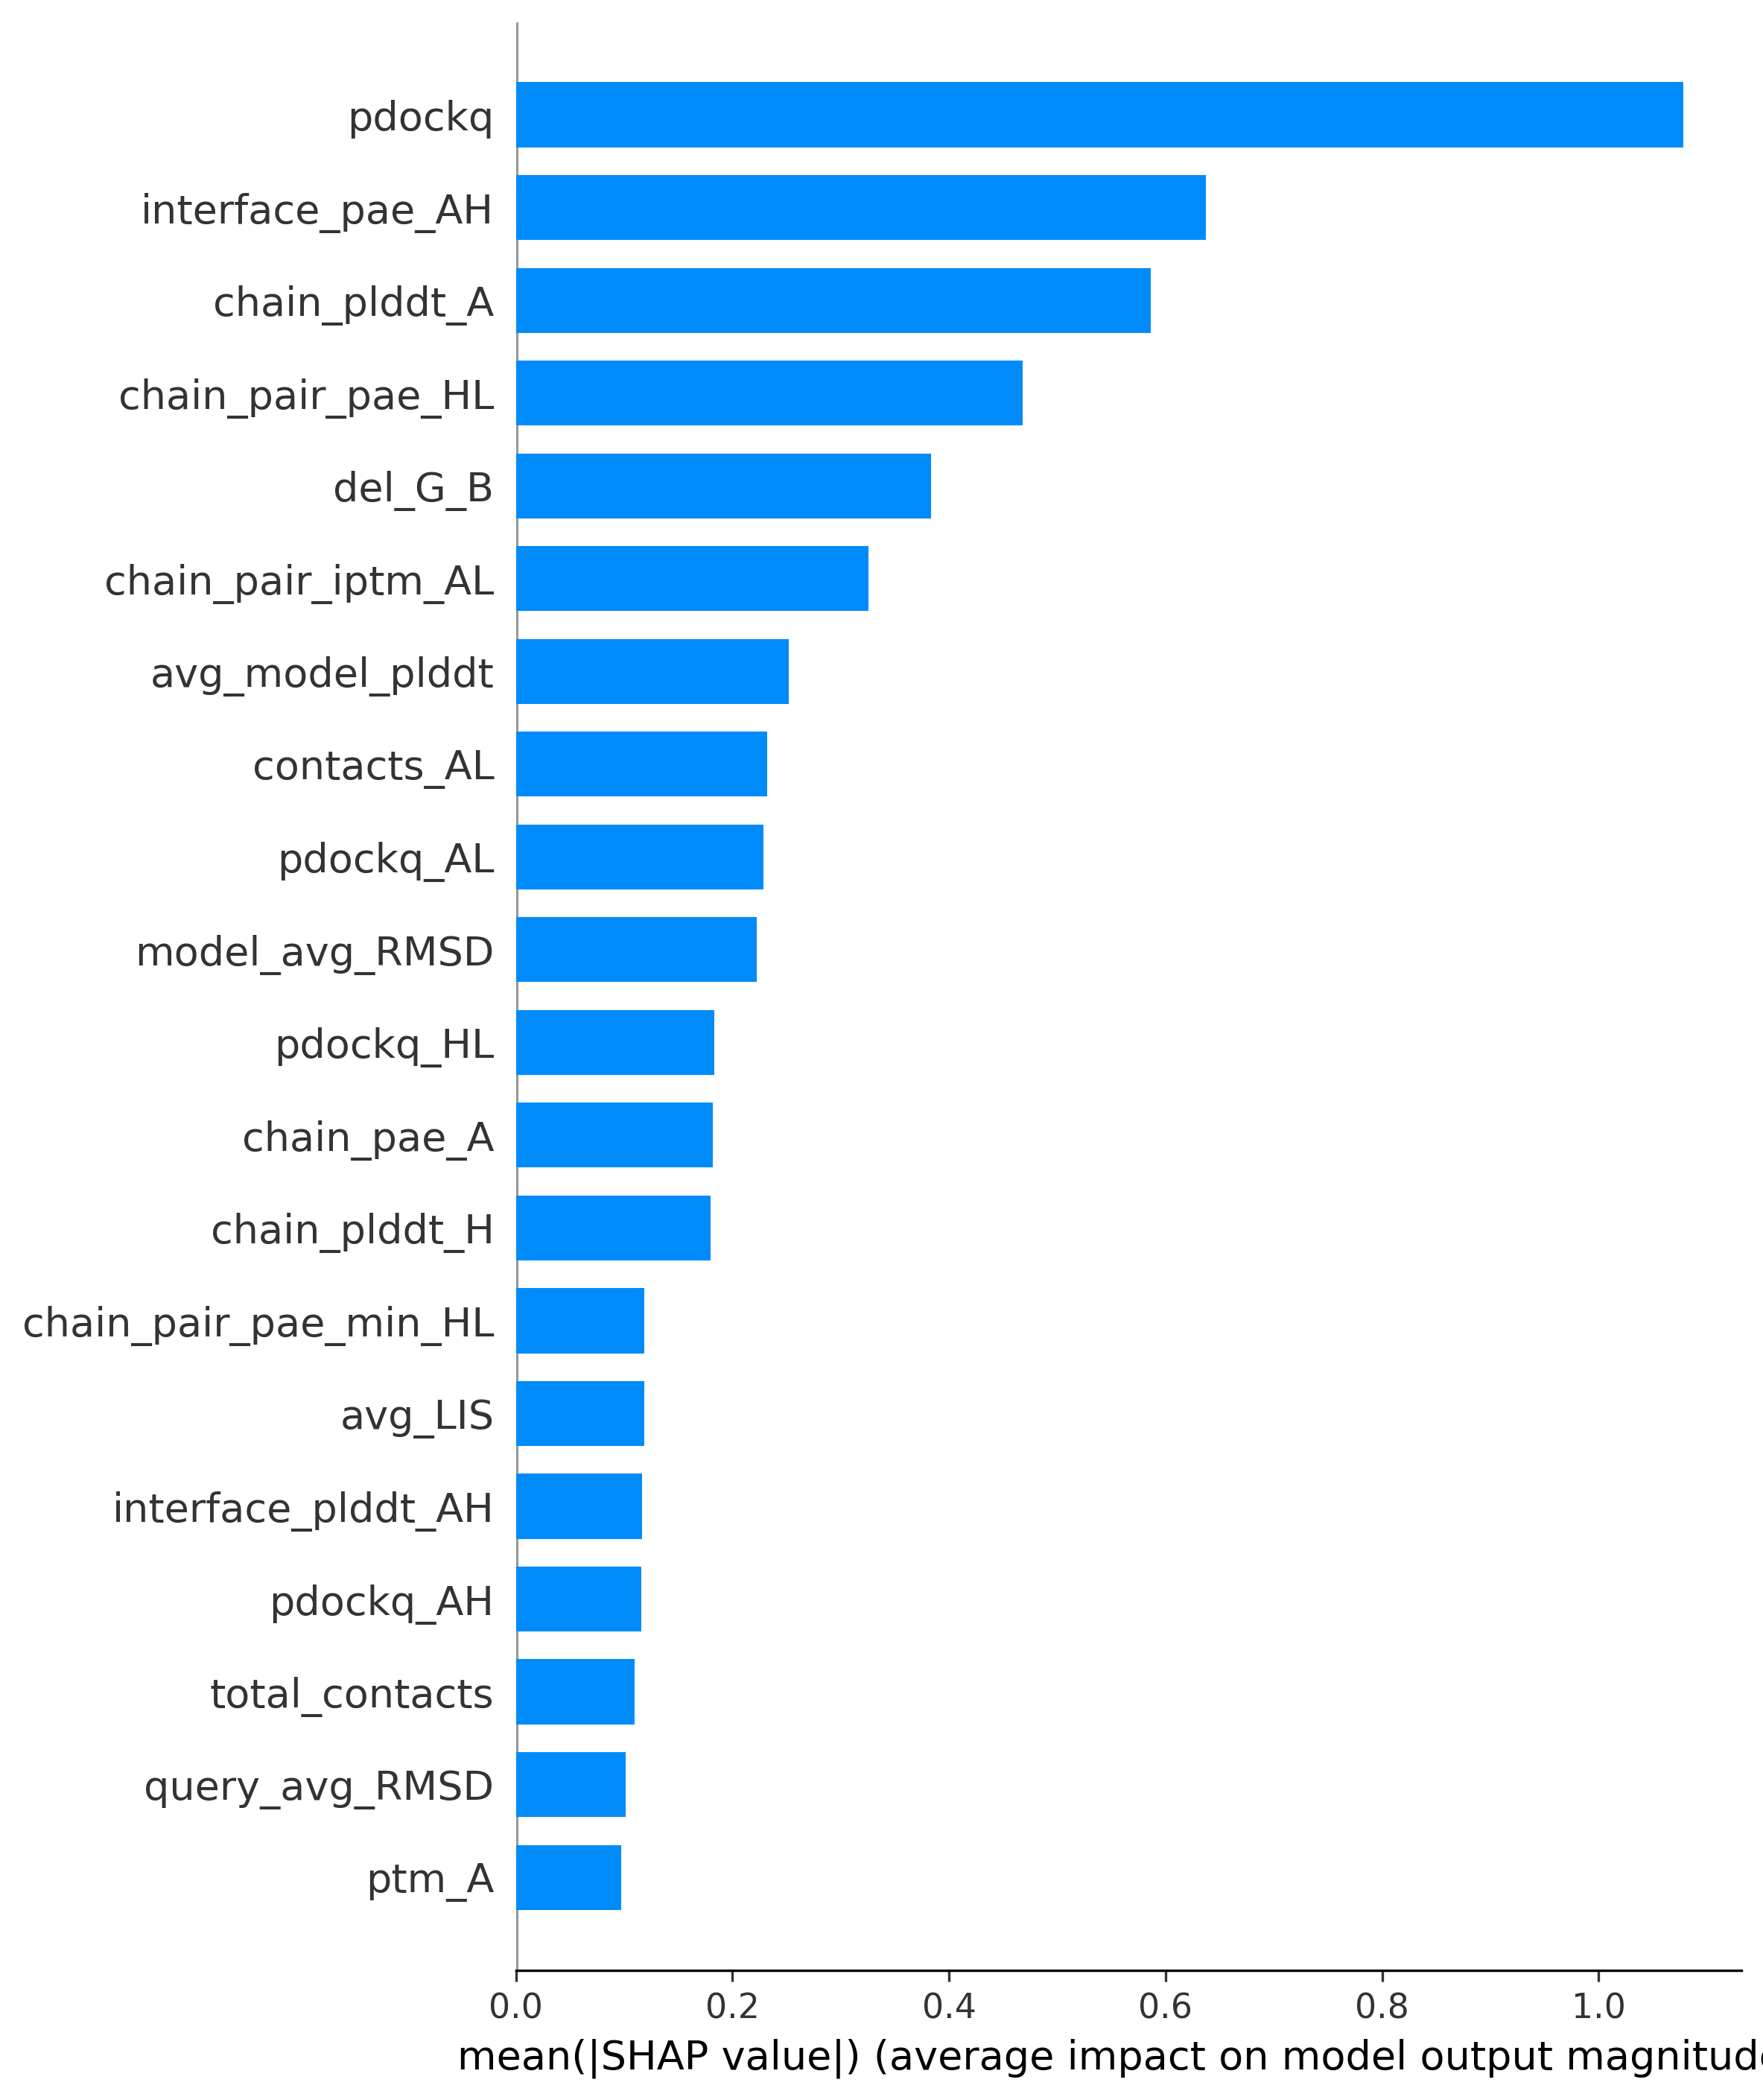 pdockq
interface_pae_AH
chain_plddt_A
chain_pair_pae_HL
del_G_B
chain_pair_iptm_AL
avg_model_plddt
contacts_AL
pdockq_AL
model_avg_RMSD
pdockq_HL
chain_pae_A
chain_plddt_H
chain_pair_pae_min_HL
avg_LIS
interface_plddt_AH
pdockq_AH
total_contacts
query_avg_RMSD
ptm_A
0.0 0.2 0.4 0.6 0.8 1.0
mean(|SHAP value|) (average impact on model output magnitude